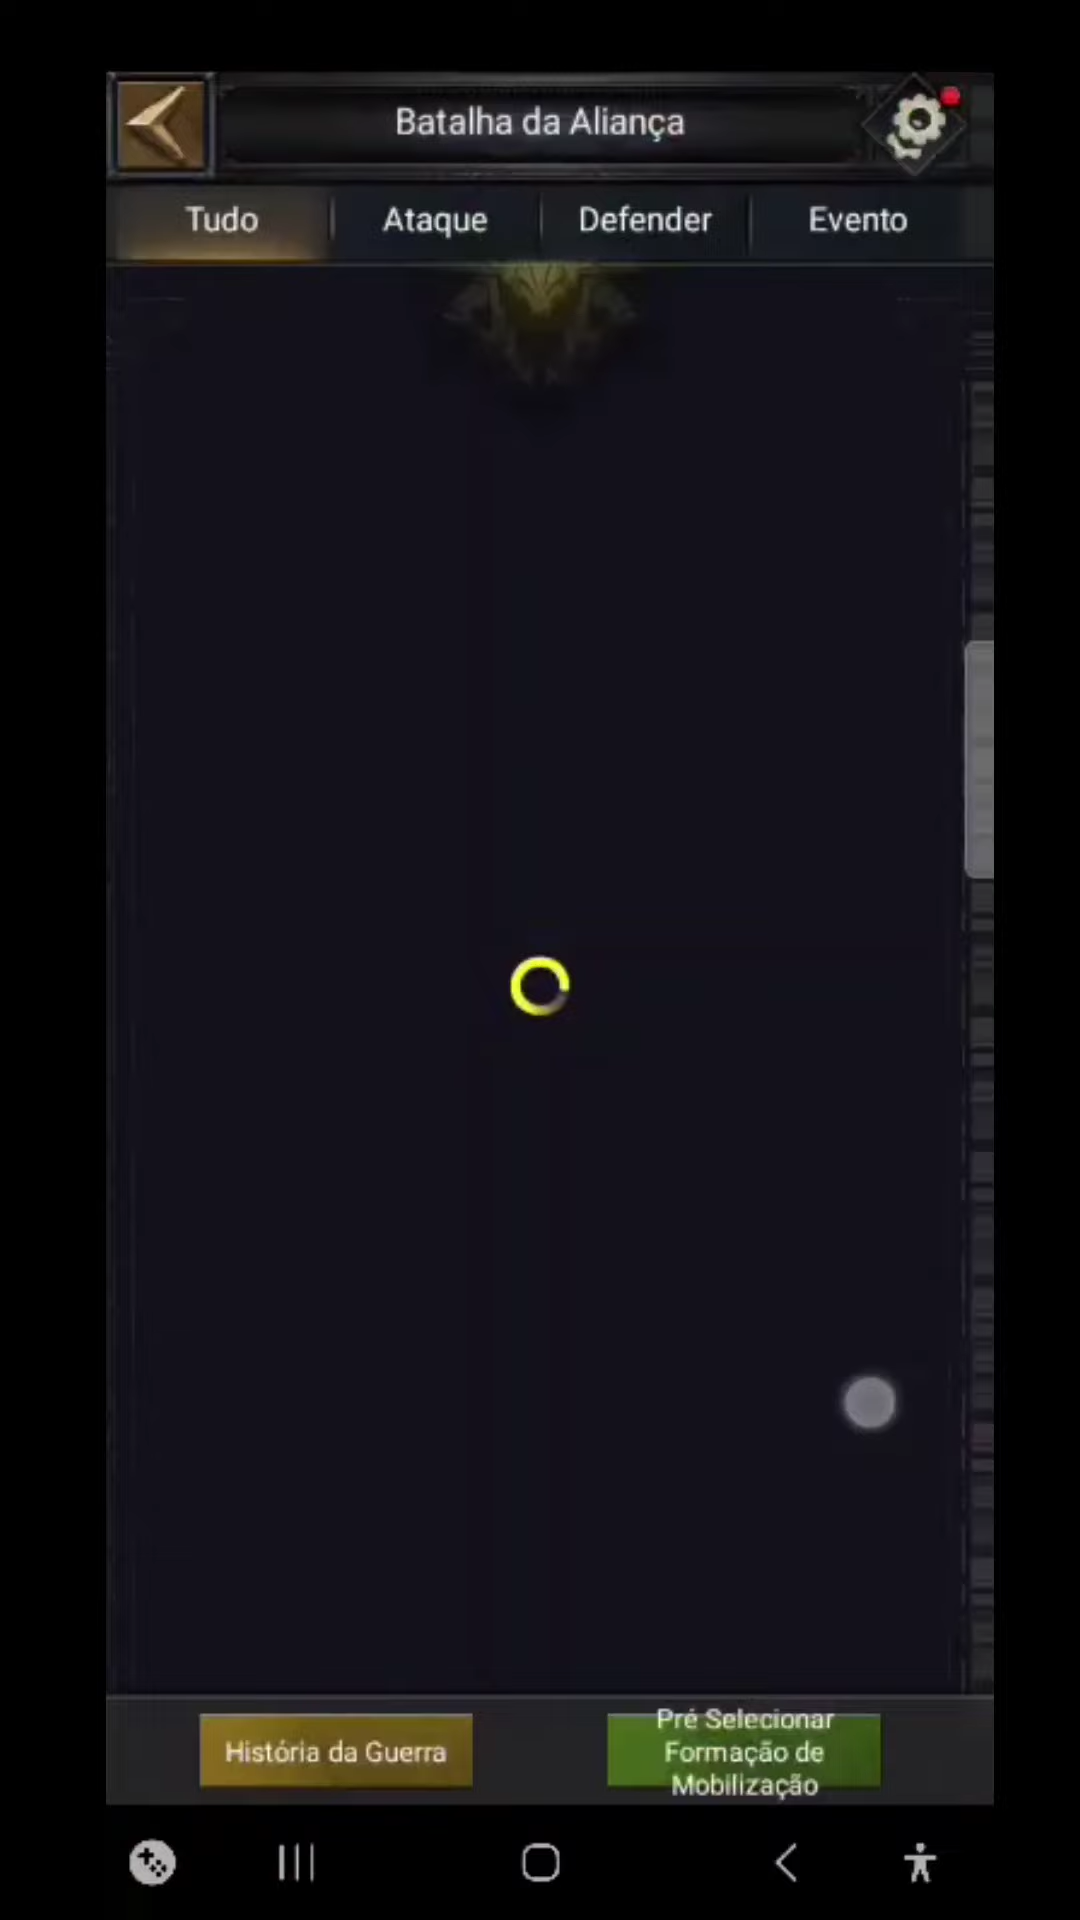 Batalha da Aliança
Tudo
Ataque
Defender
Evento
História da Guerra
Pré Selecionar
Formação de
Mobilização